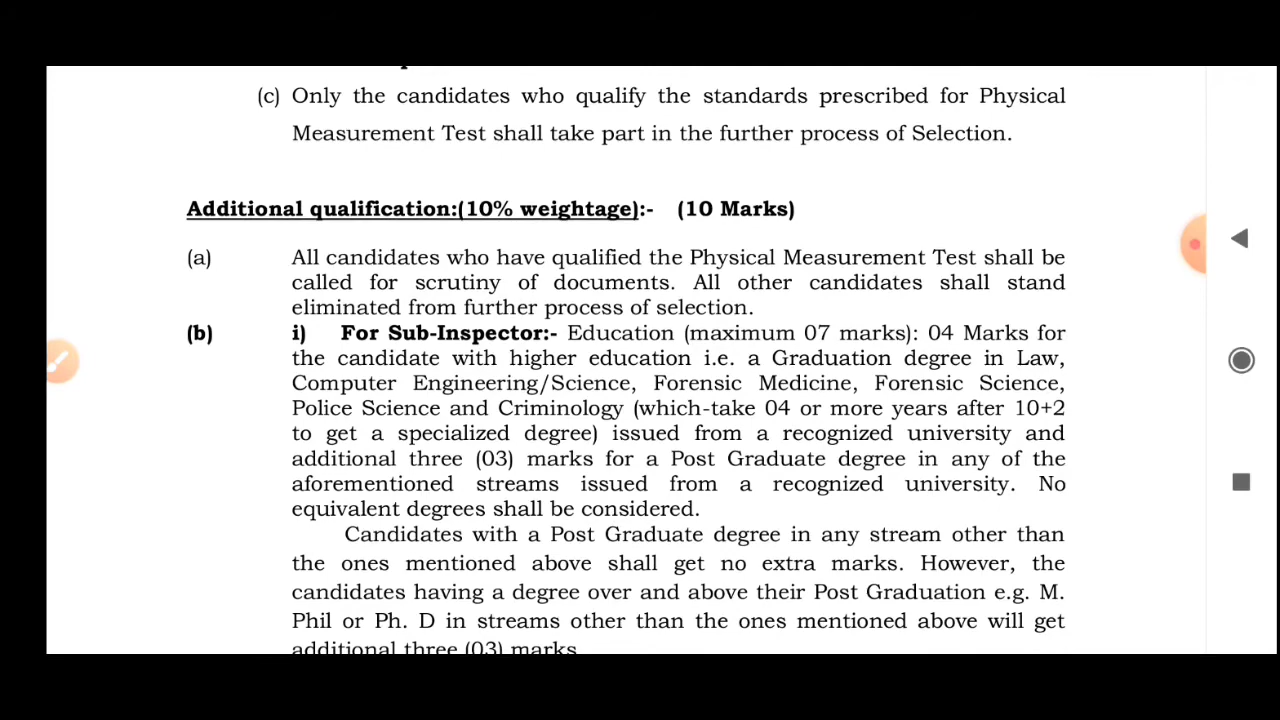 (c) Only the candidates who qualify the standards prescribed for Physical
Measurement Test shall take part in the further process of Selection.
Additional qualification:(10% weightage):- (10 Marks)
(a) All candidates who have qualified the Physical Measurement Test shall be
called for scrutiny of documents. All other candidates shall stand
eliminated from further process of selection.
(b) i) For Sub-Inspector:- Education (maximum 07 marks): 04 Marks for
the candidate with higher education i.e. a Graduation degree in Law,
Computer Engineering/Science, Forensic Medicine, Forensic Science,
Police Science and Criminology (which-take 04 or more years after 10+2
to get a specialized degree) issued from a recognized university and
additional three (03) marks for a Post Graduate degree in any of the
aforementioned streams issued from a recognized university. No
equivalent degrees shall be considered.
Candidates with a Post Graduate degree in any stream other than
the ones mentioned above shall get no extra marks. However, the
candidates having a degree over and above their Post Graduation e.g. M.
Phil or Ph. D in streams other than the ones mentioned above will get
additional three (03) marks